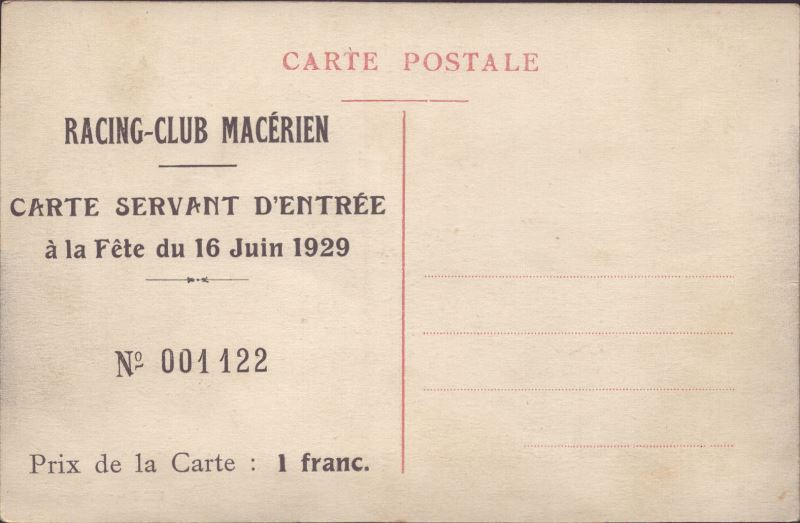 CARTE POSTALE
RACING-CLUB MACÉRIEN
CARTE SERVANT D'ENTRÉE
à la Fête du 16 Juin 1929
Nº 001122
Prix de la Carte : 1 franc.